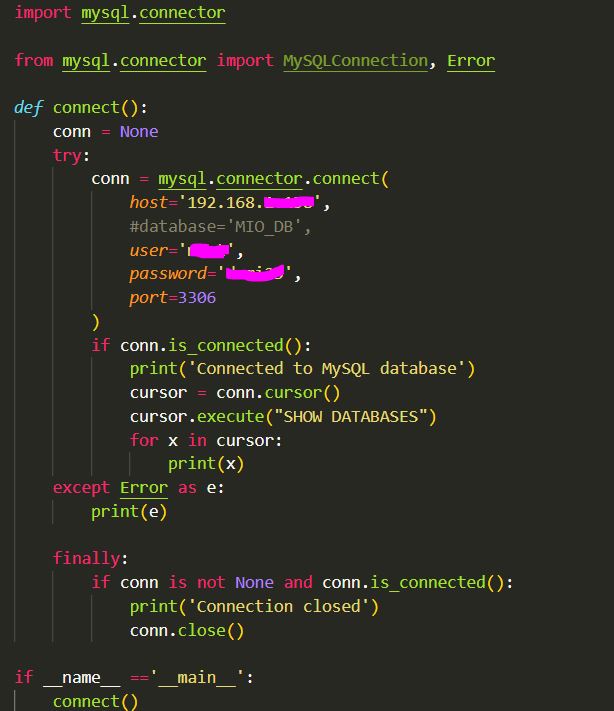 import mysql.connector
from mysql.connector import MySQLConnection, Error
def connect():
conn = None
try:
conn = mysql.connector.connect(
host='192.168.',
#database='MIO_DB',
user='',
password='',
port=3306
)
if conn.is_connected():
print('Connected to MySQL database')
cursor = conn.cursor()
cursor.execute("SHOW DATABASES")
for x in cursor:
print(x)
except Error as e:
print(e)
finally:
if conn is not None and conn.is_connected():
print('Connection closed')
conn.close()
if __name__ =='__main__':
connect()